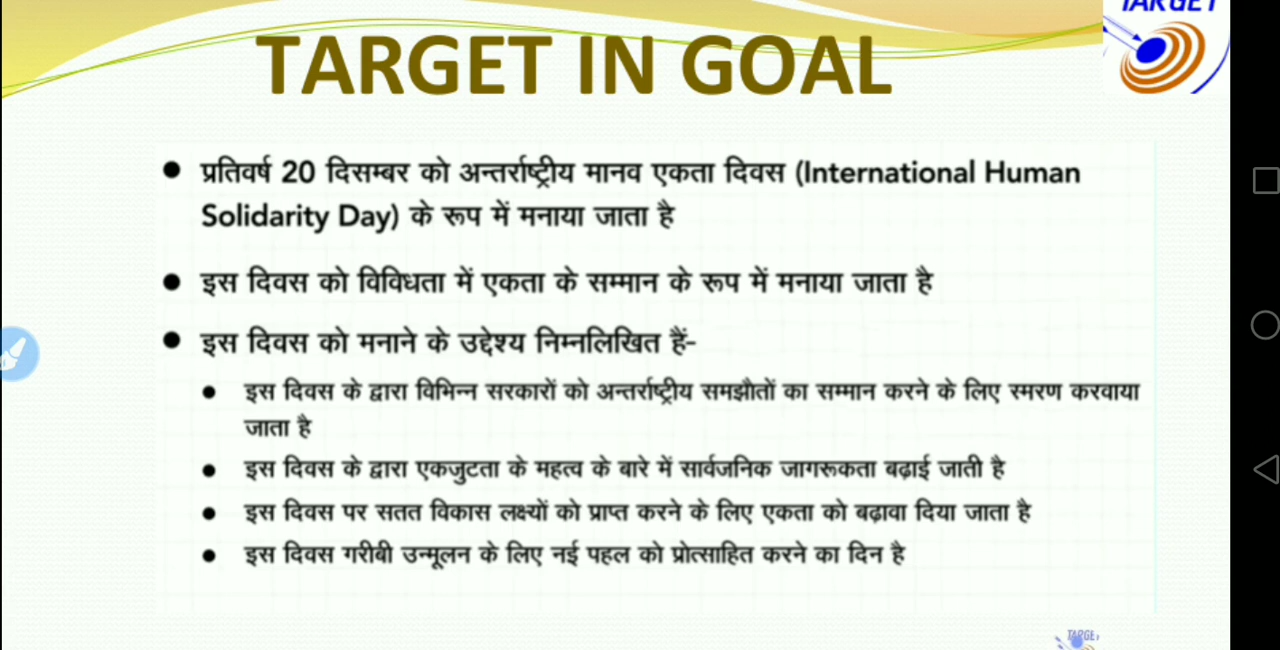 TARGET
TARGET IN GOAL
• प्रतिवर्ष 20 दिसम्बर को अन्तर्राष्ट्रीय मानव एकता दिवस (International Human
Solidarity Day) के रूप में मनाया जाता है
• इस दिवस को विविधता में एकता के सम्मान के रूप में मनाया जाता है
• इस दिवस को मनाने के उद्देश्य निम्नलिखित हैं-
• इस दिवस के द्वारा विभिन्न सरकारों को अन्तर्राष्ट्रीय समझौतों का सम्मान करने के लिए स्मरण करवाया
जाता है
• इस दिवस के द्वारा एकजुटता के महत्व के बारे में सार्वजनिक जागरूकता बढ़ाई जाती है
• इस दिवस पर सतत विकास लक्ष्यों को प्राप्त करने के लिए एकता को बढ़ावा दिया जाता है
• इस दिवस गरीबी उन्मूलन के लिए नई पहल को प्रोत्साहित करने का दिन है
TARGET